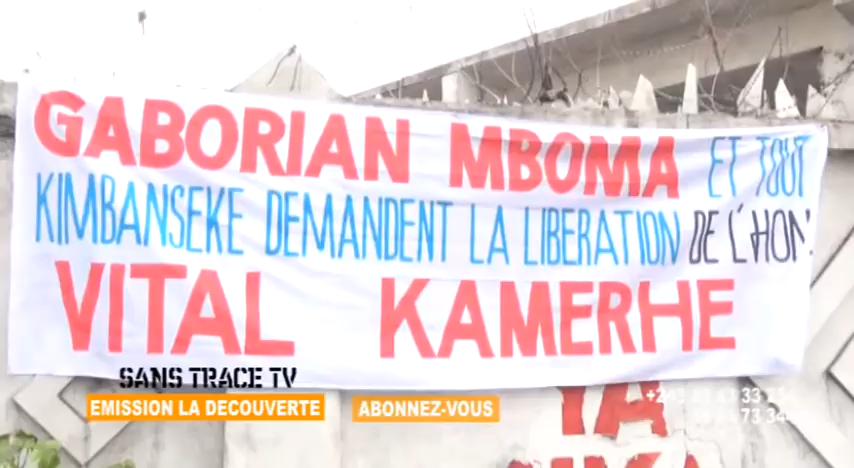 GABORIAN MBOMA ET TOUT
KIMBANSEKE DEMANDENT LA LIBERATION DE L'HON:
VITAL KAMERHE
SANS TRACE TV
EMISSION LA DECOUVERTE
ABONNEZ-VOUS